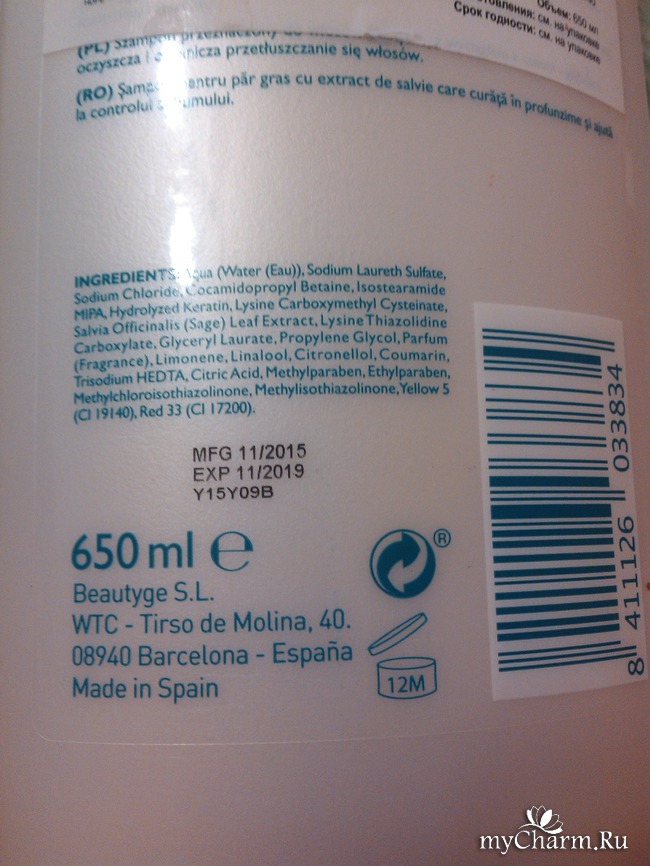 Объем: 650 мл
см. на упаковке
Срок годности: см. на упаковке
(PL) Szampon przeznaczony do
oczyszcza i przetłuszczanie się włosów.
(RO) pentru păr gras cu extract de salvie care curăță în profunzime și ajută
la controlul sebumului.
INGREDIENTS: Aqua (Water (Eau)), Sodium Laureth Sulfate,
Sodium Chloride, Cocamidopropyl Betaine, Isostearamide
MIPA, Hydrolyzed Keratin, Lysine Carboxymethyl Cysteinate,
Salvia Officinalis (Sage) Leaf Extract, Lysine Thiazolidine
Carboxylate, Glyceryl Laurate, Propylene Glycol, Parfum
(Fragrance), Limonene, Linalool, Citronellol, Coumarin,
Trisodium HEDTA, Citric Acid, Methylparaben, Ethylparaben,
Methylchloroisothiazolinone, Methylisothiazolinone, Yellow 5
(CI 19140), Red 33 (CI 17200).
MFG 11/2015
EXP 11/2019
Y15Y09B
650 ml e
®
Beautyge S.L.
WTC - Tirso de Molina, 40.
08940 Barcelona - España
Made in Spain
12M
8 411126 033834
myCharm.Ru